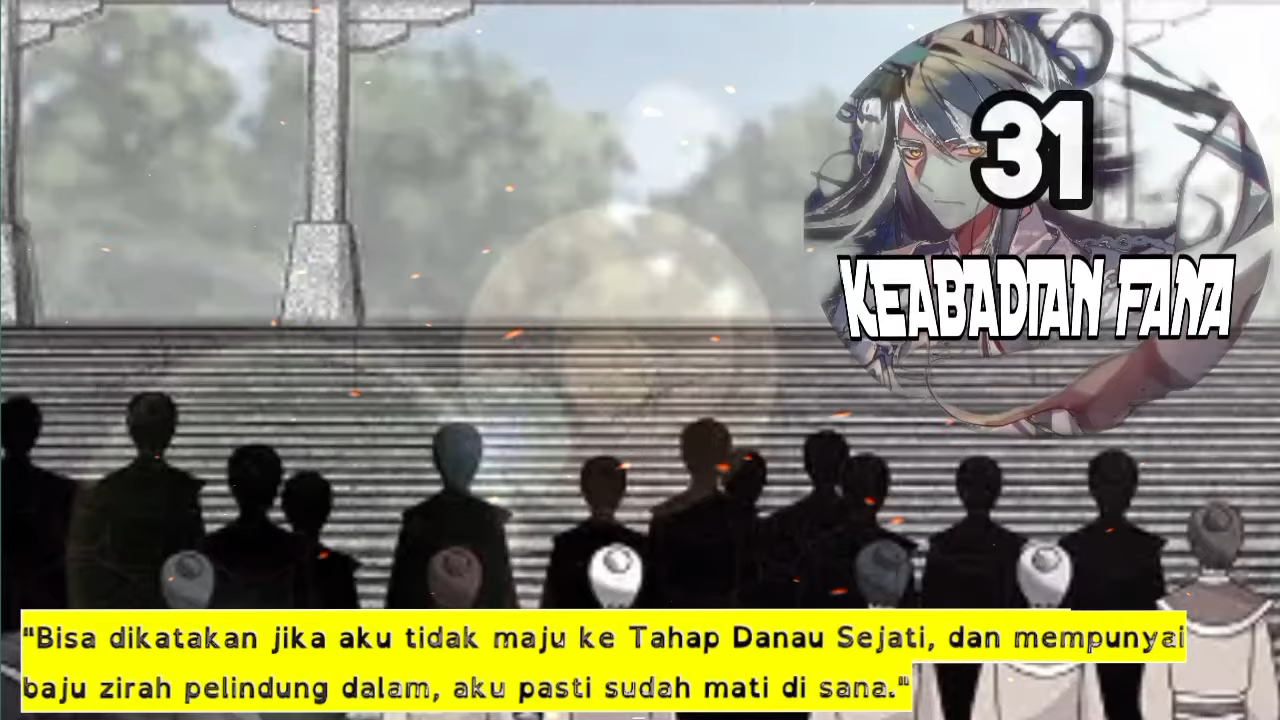 31
KEABADIAN FANA
"Bisa dikatakan jika aku tidak maju ke Tahap Danau Sejati, dan mempunyai
baju zirah pelindung dalam, aku pasti sudah mati di sana."